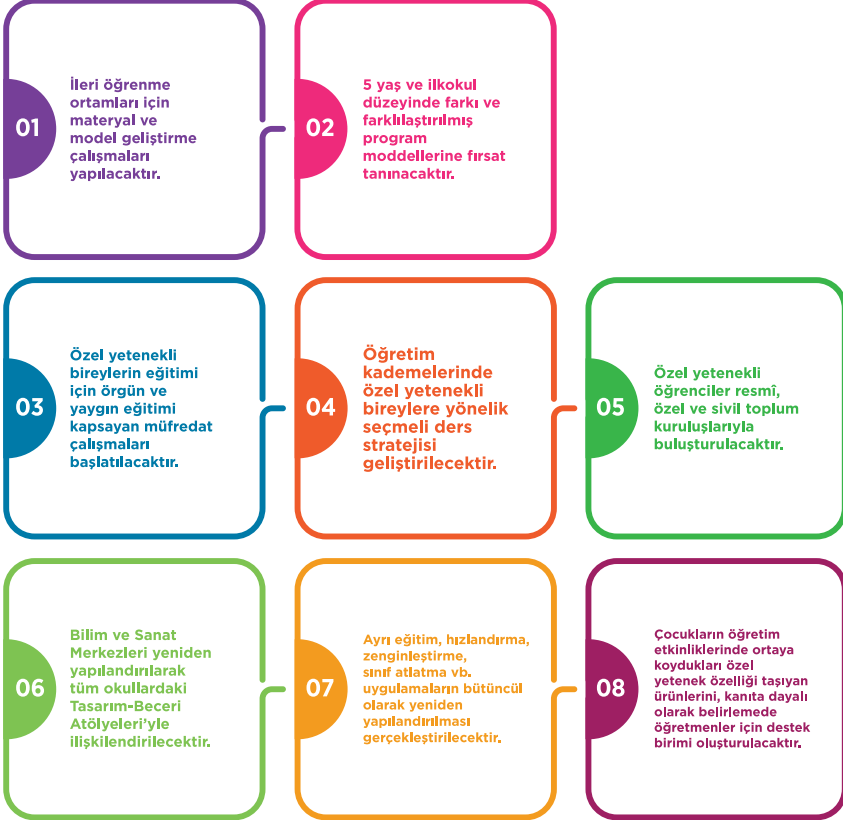 01
İleri öğrenme
ortamları için
materyal ve
model geliştirme
çalışmaları
yapılacaktır.
02
5 yaş ve ilkokul
düzeyinde farkı ve
farklılaştırılmış
program
moddellerine fırsat
tanınacaktır.
03
Özel yetenekli
bireylerin eğitimi
için örgün ve
yaygın eğitimi
kapsayan müfredat
çalışmaları
başlatılacaktır.
04
Öğretim
kademelerinde
özel yetenekli
bireylere yönelik
seçmeli ders
stratejisi
geliştirilecektir.
05
Özel yetenekli
öğrenciler resmî,
özel ve sivil toplum
kuruluşlarıyla
buluşturulacaktır.
06
Bilim ve Sanat
Merkezleri yeniden
yapılandırılarak
tüm okullardaki
Tasarım-Beceri
Atölyeleri’yle
ilişkilendirilecektir.
07
Ayrı eğitim, hızlandırma,
zenginleştirme,
sınıf atlatma vb.
uygulamaların bütüncül
olarak yeniden
yapılandırılması
gerçekleştirilecektir.
08
Çocukların öğretim
etkinliklerinde ortaya
koydukları özel
yetenek özelliği taşıyan
ürünlerini, kanıta dayalı
olarak belirlemede
öğretmenler için destek
birimi oluşturulacaktır.